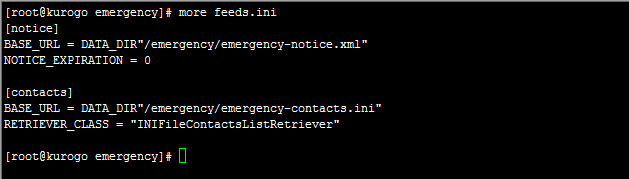 [root@kurogo emergency]# more feeds.ini
[notice]
BASE_URL = DATA_DIR"/emergency/emergency-notice.xml"
NOTICE_EXPIRATION = 0
[contacts]
BASE_URL = DATA_DIR"/emergency/emergency-contacts.ini"
RETRIEVER_CLASS = "INIFileContactsListRetriever"
[root@kurogo emergency]#